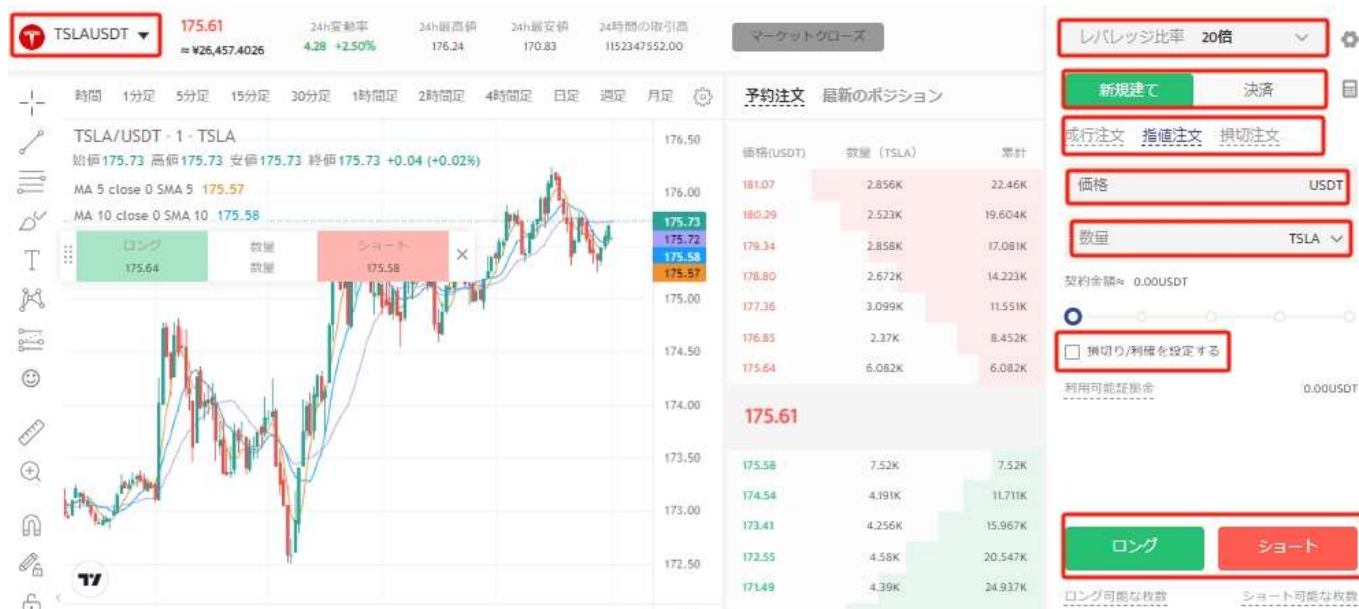 TSLAUSDT
175.61
≈ ¥26,457.4026
24h変動率
4.28 +2.50%
24h最高値
176.24
24h最安値
170.83
24時間の取引高
1152347552.00
マーケットクローズ
レバレッジ比率 20倍
時間 1分足 5分足 15分足 30分足 1時間足 2時間足 4時間足 日足 週足 月足
TSLA/USDT · 1 · TSLA
始値175.73 高値175.73 安値175.73 終値175.73 +0.04 (+0.02%)
MA 5 close 0 SMA 5 175.57
MA 10 close 0 SMA 10 175.58
ロング
175.64
数量
数量
ショート
175.58
176.50
176.00
175.73
175.72
175.58
175.57
175.00
174.50
174.00
173.50
173.00
172.50
予約注文 最新のポジション
価格(USDT) 数量 (TSLA) 累計
181.07 2.856K 22.46K
180.29 2.523K 19.604K
179.34 2.858K 17.081K
178.80 2.672K 14.223K
177.36 3.099K 11.551K
176.85 2.37K 8.452K
175.64 6.082K 6.082K
175.61
175.58 7.52K 7.52K
174.54 4.191K 11.711K
173.41 4.256K 15.967K
172.55 4.58K 20.547K
171.49 4.39K 24.937K
新規建て 決済
成行注文 指値注文 損切注文
価格 USDT
数量 TSLA
契約金額≈ 0.00USDT
損切り/利確を設定する
利用可能証拠金 0.00USDT
ロング ショート
ロング可能な枚数 ショート可能な枚数